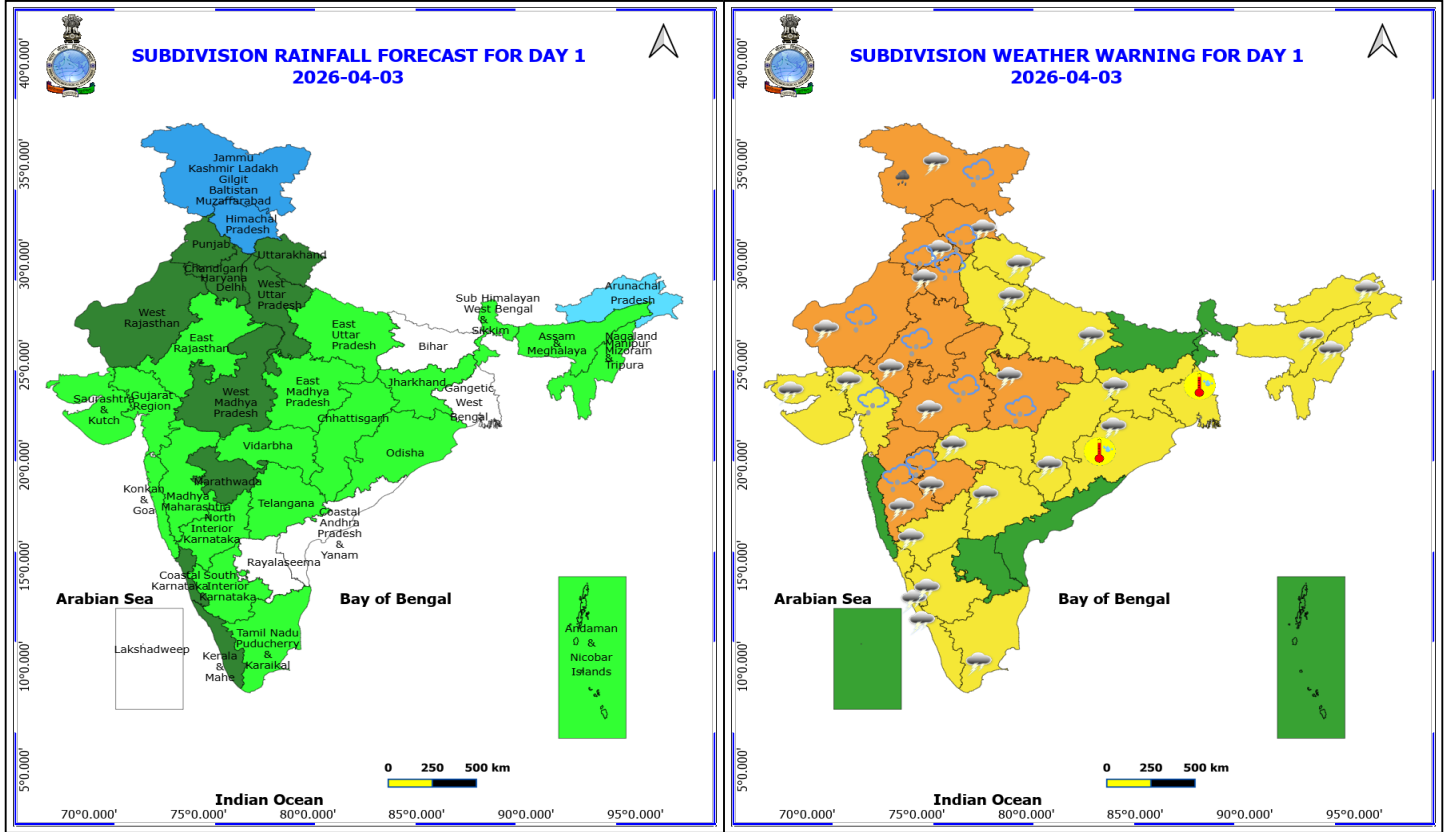 SUBDIVISION RAINFALL FORECAST FOR DAY 1
2026-04-03
40°0.000'
35°0.000'
30°0.000'
25°0.000'
20°0.000'
15°0.000'
10°0.000'
5°0.000'
Jammu
Kashmir Ladakh
Gilgit
Baltistan
Muzaffarabad
Himachal
Pradesh
Punjab
Uttarakhand
Chandigarh
Haryana
Delhi
West
Uttar
Pradesh
West
Rajasthan
East
Rajasthan
East
Uttar
Pradesh
Bihar
Sub Himalayan
West Bengal
&
Sikkim
Arunachal
Pradesh
Assam
&
Meghalaya
Nagaland
Manipur
Mizoram
&
Tripura
Saurashtra
&
Kutch
Gujarat
Region
West
Madhya
Pradesh
East
Madhya
Pradesh
Jharkhand
Gangetic
West
Bengal
Chhattisgarh
Vidarbha
Odisha
Konkan
&
Goa
Madhya
Maharashtra
Marathwada
Telangana
North
Interior
Karnataka
Coastal
Andhra
Pradesh
&
Yanam
Rayalaseema
Coastal
Karnataka
South
Interior
Karnataka
Arabian Sea
Bay of Bengal
Lakshadweep
Kerala
&
Mahe
Tamil Nadu
Puducherry
&
Karaikal
Andaman
&
Nicobar
Islands
0 250 500 km
Indian Ocean
70°0.000' 75°0.000' 80°0.000' 85°0.000' 90°0.000' 95°0.000'
SUBDIVISION WEATHER WARNING FOR DAY 1
2026-04-03
40°0.000'
35°0.000'
30°0.000'
25°0.000'
20°0.000'
15°0.000'
10°0.000'
5°0.000'
Arabian Sea
Bay of Bengal
0 250 500 km
Indian Ocean
70°0.000' 75°0.000' 80°0.000' 85°0.000' 90°0.000' 95°0.000'